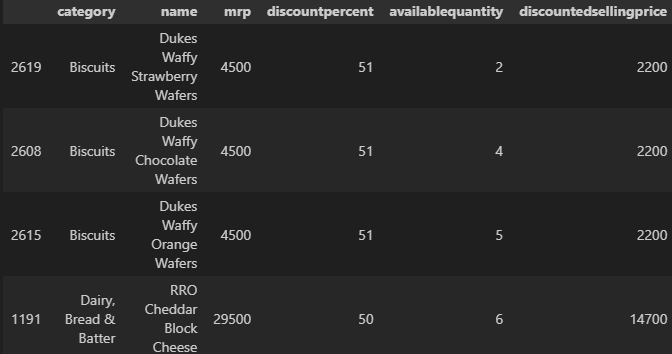 category name mrp discountpercent availablequantity discountedsellingprice
2619 Biscuits Dukes Waffy Strawberry Wafers 4500 51 2 2200
2608 Biscuits Dukes Waffy Chocolate Wafers 4500 51 4 2200
2615 Biscuits Dukes Waffy Orange Wafers 4500 51 5 2200
1191 Dairy, Bread & Batter RRO Cheddar Block Cheese 29500 50 6 14700